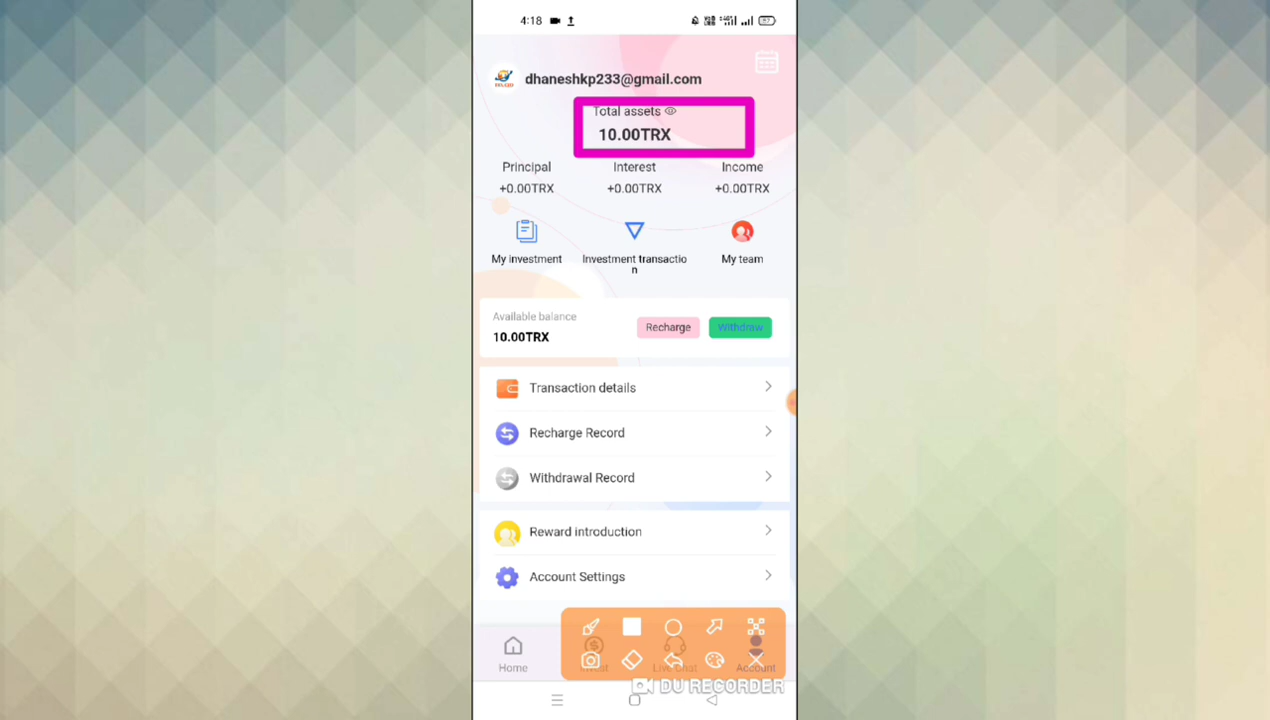 4:18
dhaneshkp233@gmail.com
Total assets
10.00TRX
Principal
Interest
Income
+0.00TRX
+0.00TRX
+0.00TRX
My investment
Investment transactio
n
My team
Available balance
10.00TRX
Recharge
Withdraw
Transaction details
Recharge Record
Withdrawal Record
Reward introduction
Account Settings
Home
Account
DU RECORDER